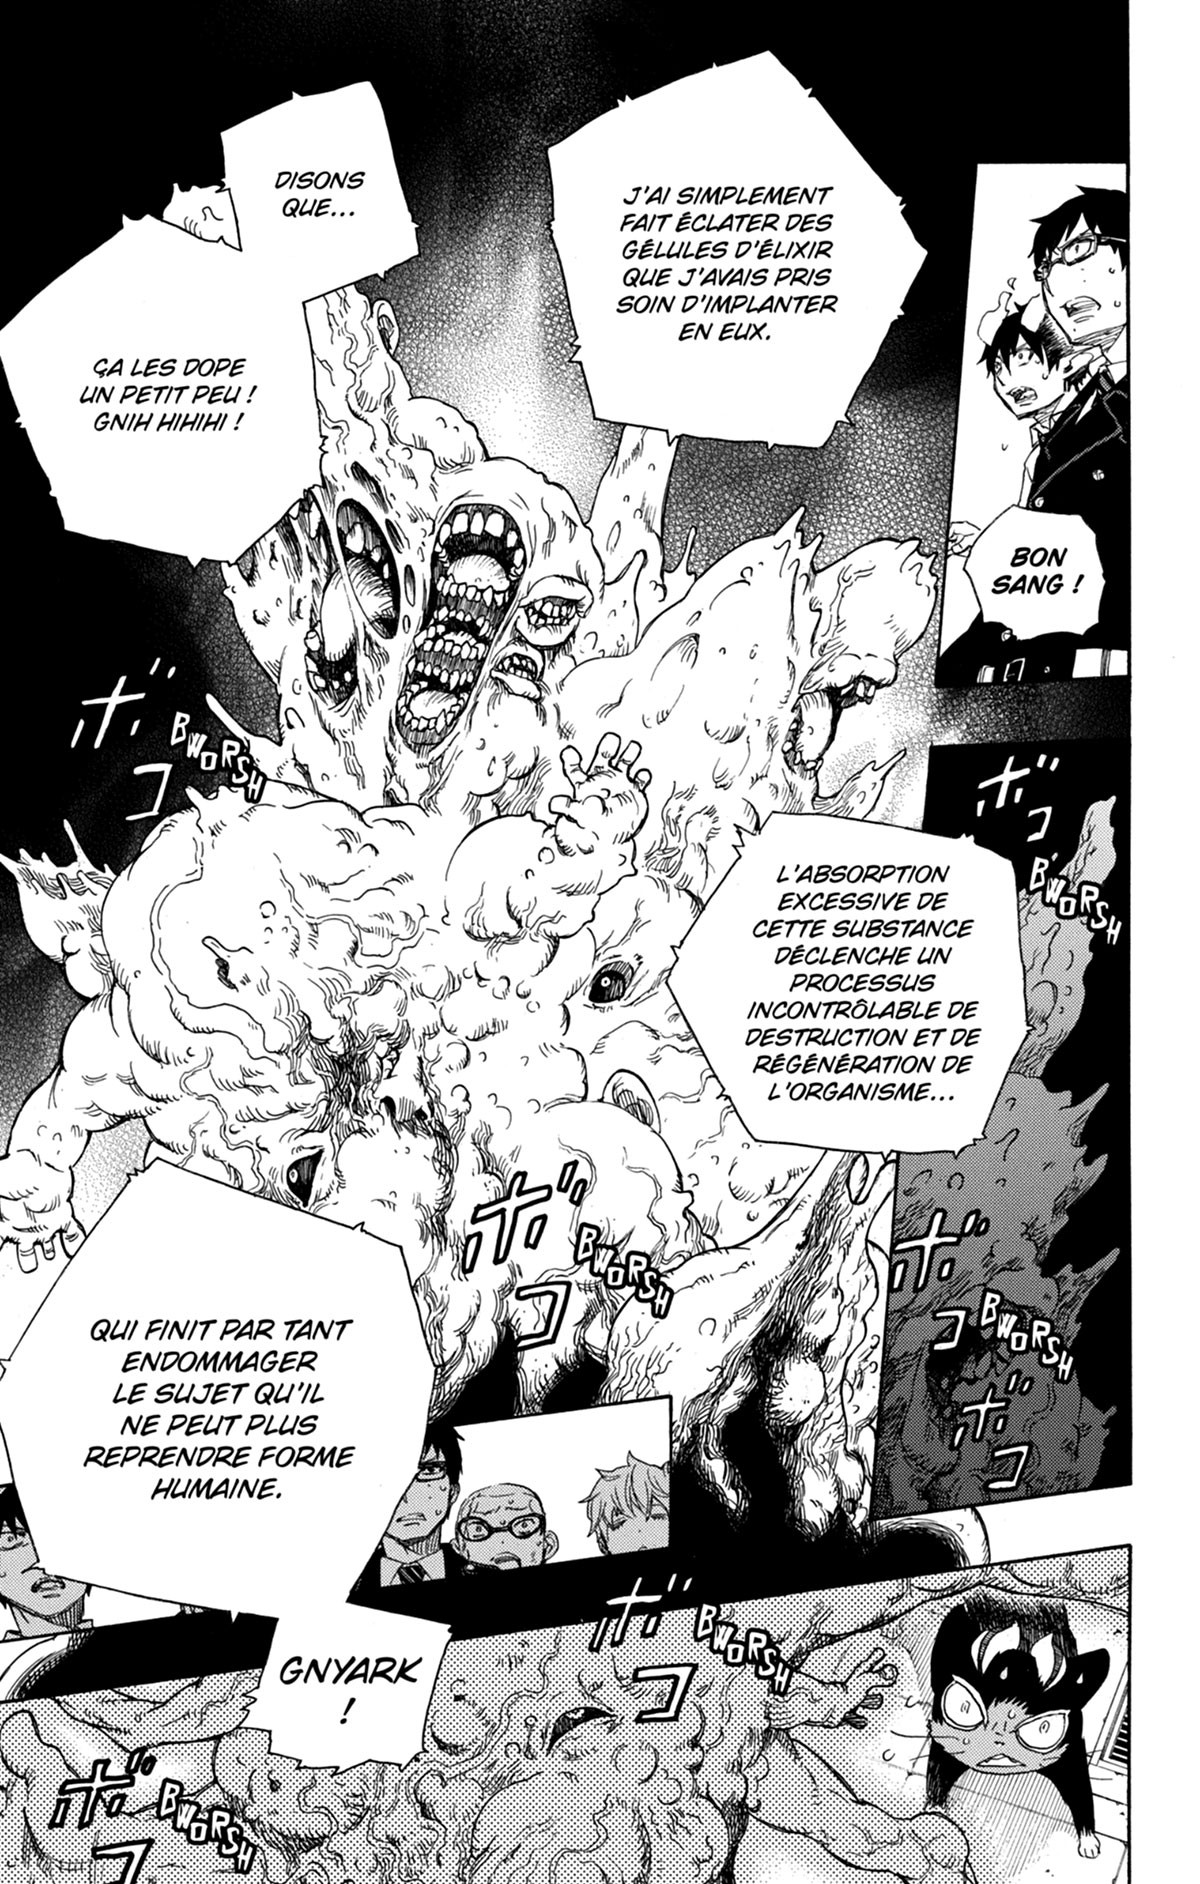 BON
SANG !
J'AI SIMPLEMENT
FAIT ÉCLATER DES
GÉLULES D'ÉLIXIR
QUE J'AVAIS PRIS
SOIN D'IMPLANTER
EN EUX.
DISONS
QUE...
ÇA LES DOPE
UN PETIT PEU !
GNIH HIHIHI !
ボ
コ
BWORSH
ボ
コ
BWORSH
L'ABSORPTION
EXCESSIVE DE
CETTE SUBSTANCE
DÉCLENCHE UN
PROCESSUS
INCONTRÔLABLE DE
DESTRUCTION ET DE
RÉGÉNÉRATION DE
L'ORGANISME...
ボ
コ
BWORSH
ボ
コ
ボ
コ
BWORSH
QUI FINIT PAR TANT
ENDOMMAGER
LE SUJET QU'IL
NE PEUT PLUS
REPRENDRE FORME
HUMAINE.
GNYARK
!
ボ
コ
BWORSH
ボ
コ
BWORSH